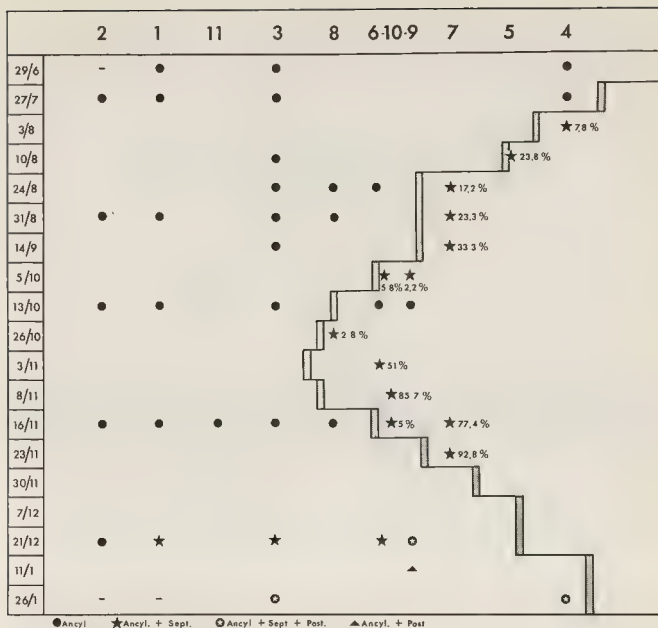 2 1 11 3 8 6-10-9 7 5 4
29/6 –
27/7
3/8 7,8 %
10/8 23,8 %
24/8 17,2 %
31/8 23,3 %
14/9 33 3 %
5/10 5 8% 2,2 %
13/10
26/10 2 8 %
3/11 51 %
8/11 85 7 %
16/11 5 % 77,4 %
23/11 92,8 %
30/11
7/12
21/12
11/1
26/1 – –
Ancyl Ancyl. + Sept. Ancyl + Sept + Post. Ancyl. + Post